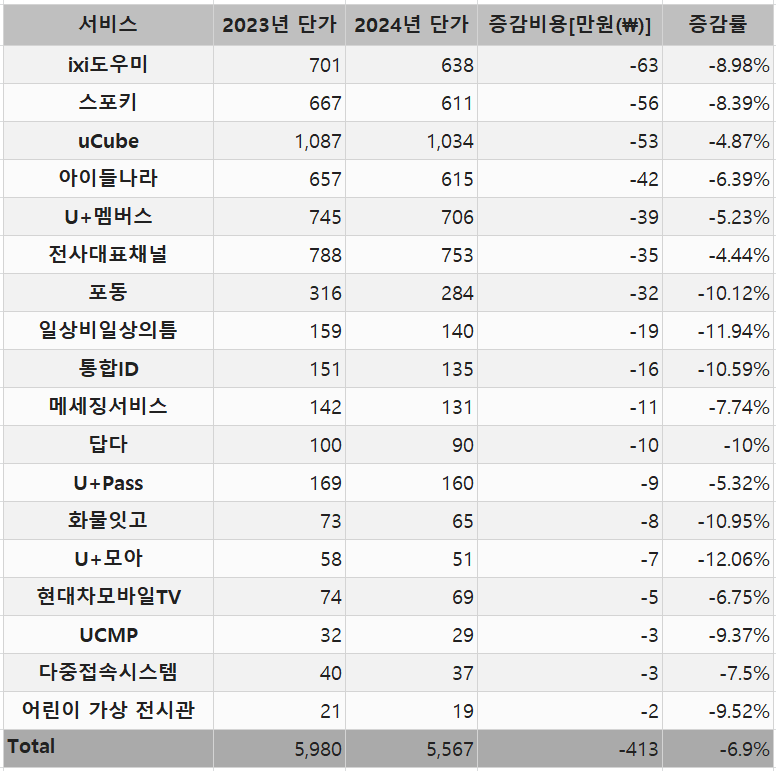 서비스 2023년 단가 2024년 단가 증감비용[만원(₩)] 증감률
ixi도우미 701 638 -63 -8.98%
스포키 667 611 -56 -8.39%
uCube 1,087 1,034 -53 -4.87%
아이들나라 657 615 -42 -6.39%
U+멤버스 745 706 -39 -5.23%
전사대표채널 788 753 -35 -4.44%
포동 316 284 -32 -10.12%
일상비일상의틈 159 140 -19 -11.94%
통합ID 151 135 -16 -10.59%
메세징서비스 142 131 -11 -7.74%
답다 100 90 -10 -10%
U+Pass 169 160 -9 -5.32%
화물잇고 73 65 -8 -10.95%
U+모아 58 51 -7 -12.06%
현대차모바일TV 74 69 -5 -6.75%
UCMP 32 29 -3 -9.37%
다중접속시스템 40 37 -3 -7.5%
어린이 가상 전시관 21 19 -2 -9.52%
Total 5,980 5,567 -413 -6.9%